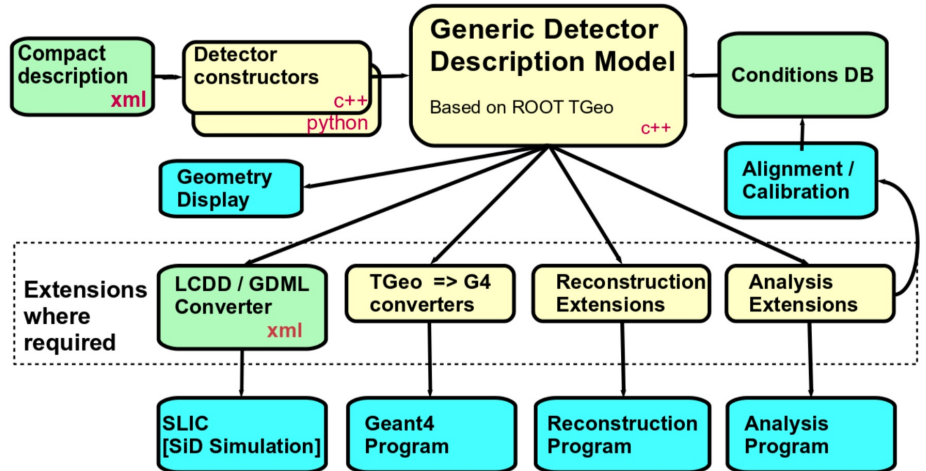 Generic Detector
Description Model
Based on ROOT TGeo
c++
Compact
description
xml
Detector
constructors
c++
python
Conditions DB
Geometry
Display
Alignment /
Calibration
Extensions
where
required
LCDD / GDML
Converter
xml
TGeo => G4
converters
Reconstruction
Extensions
Analysis
Extensions
SLIC
[SiD Simulation]
Geant4
Program
Reconstruction
Program
Analysis
Program